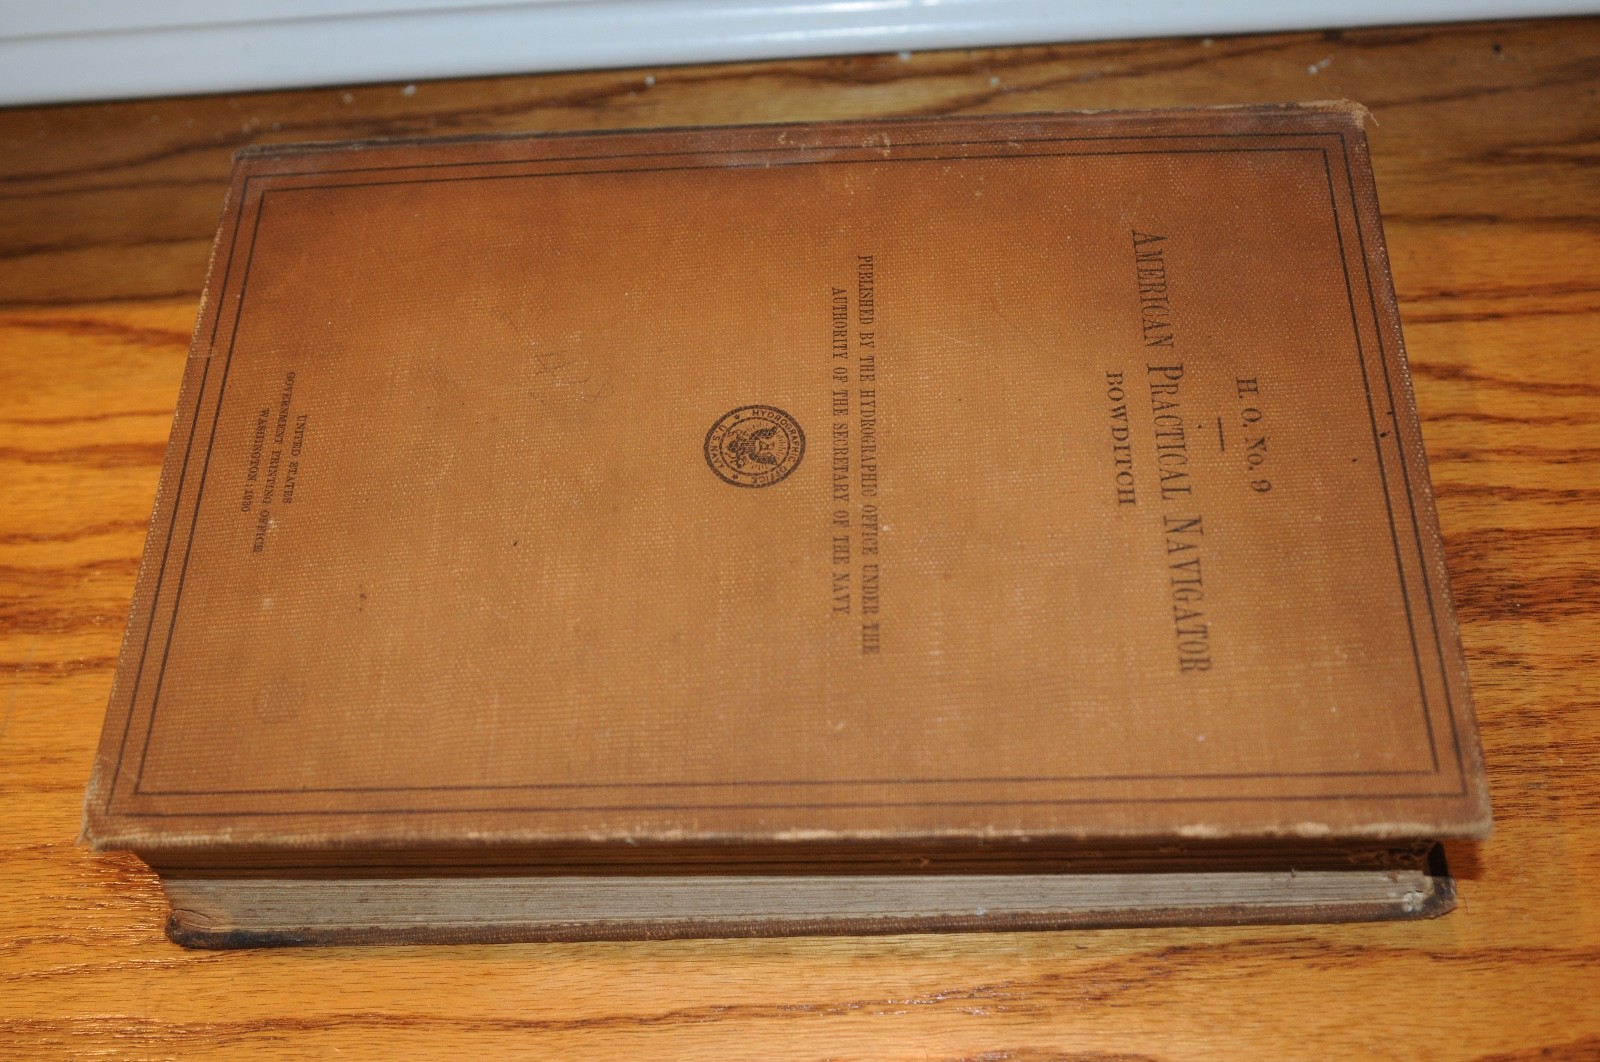 H. O. No. 9
AMERICAN PRACTICAL NAVIGATOR
BOWDITCH
PUBLISHED BY THE HYDROGRAPHIC OFFICE UNDER THE
AUTHORITY OF THE SECRETARY OF THE NAVY
HYDROGRAPHIC OFFICE
U.S. NAVY
UNITED STATES
GOVERNMENT PRINTING OFFICE
WASHINGTON : 1930